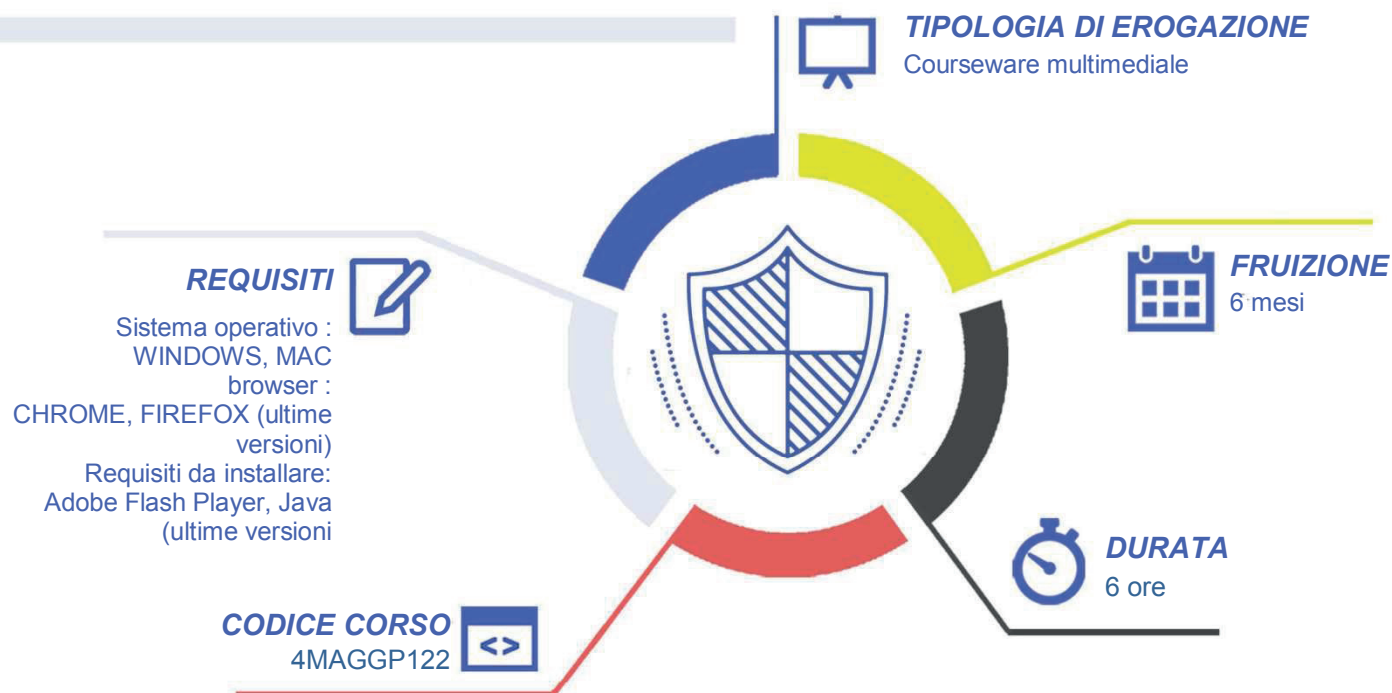 TIPOLOGIA DI EROGAZIONE
Courseware multimediale
FRUIZIONE
6 mesi
REQUISITI
Sistema operativo :
WINDOWS, MAC
browser :
CHROME, FIREFOX (ultime
versioni)
Requisiti da installare:
Adobe Flash Player, Java
(ultime versioni
DURATA
6 ore
CODICE CORSO
4MAGGP122
<>